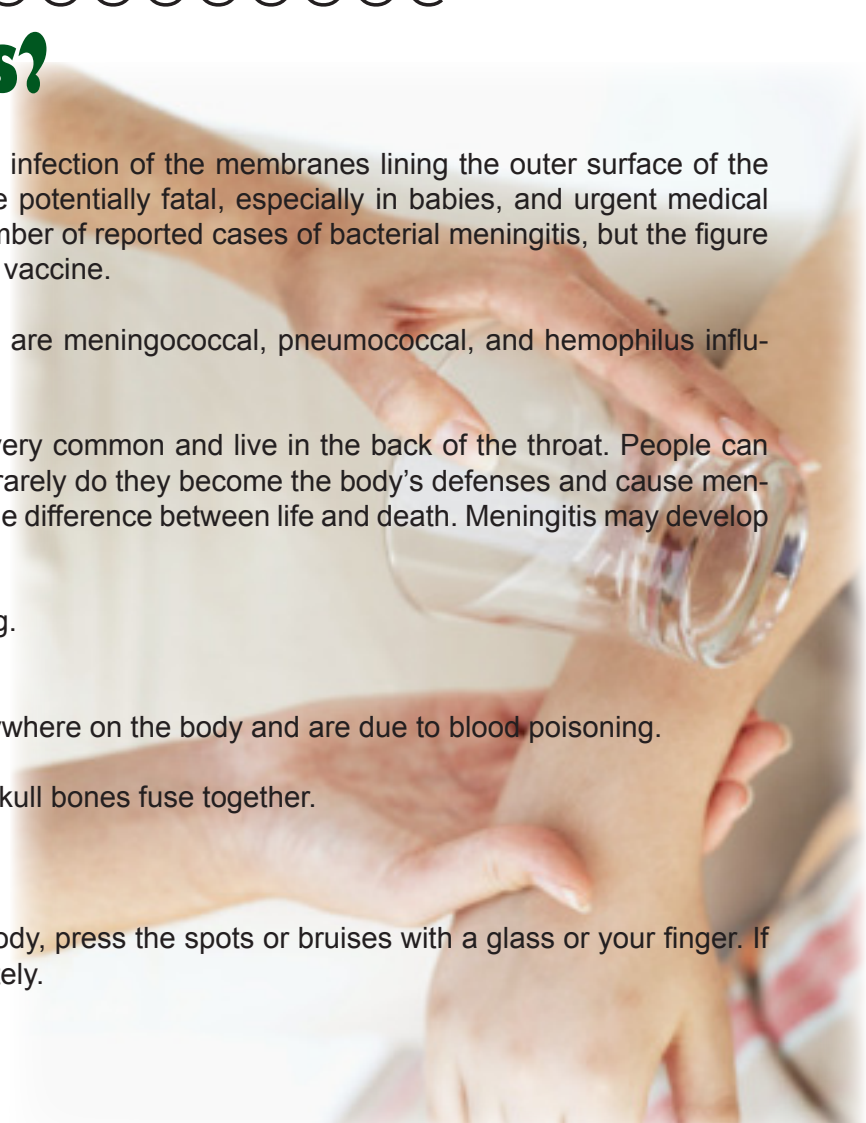 s?
infection of the membranes lining the outer surface of the
e potentially fatal, especially in babies, and urgent medical
mber of reported cases of bacterial meningitis, but the figure
vaccine.
are meningococcal, pneumococcal, and hemophilus influ-
very common and live in the back of the throat. People can
rarely do they become the body’s defenses and cause men-
e difference between life and death. Meningitis may develop
g.
ywhere on the body and are due to blood poisoning.
kull bones fuse together.
ody, press the spots or bruises with a glass or your finger. If
tely.